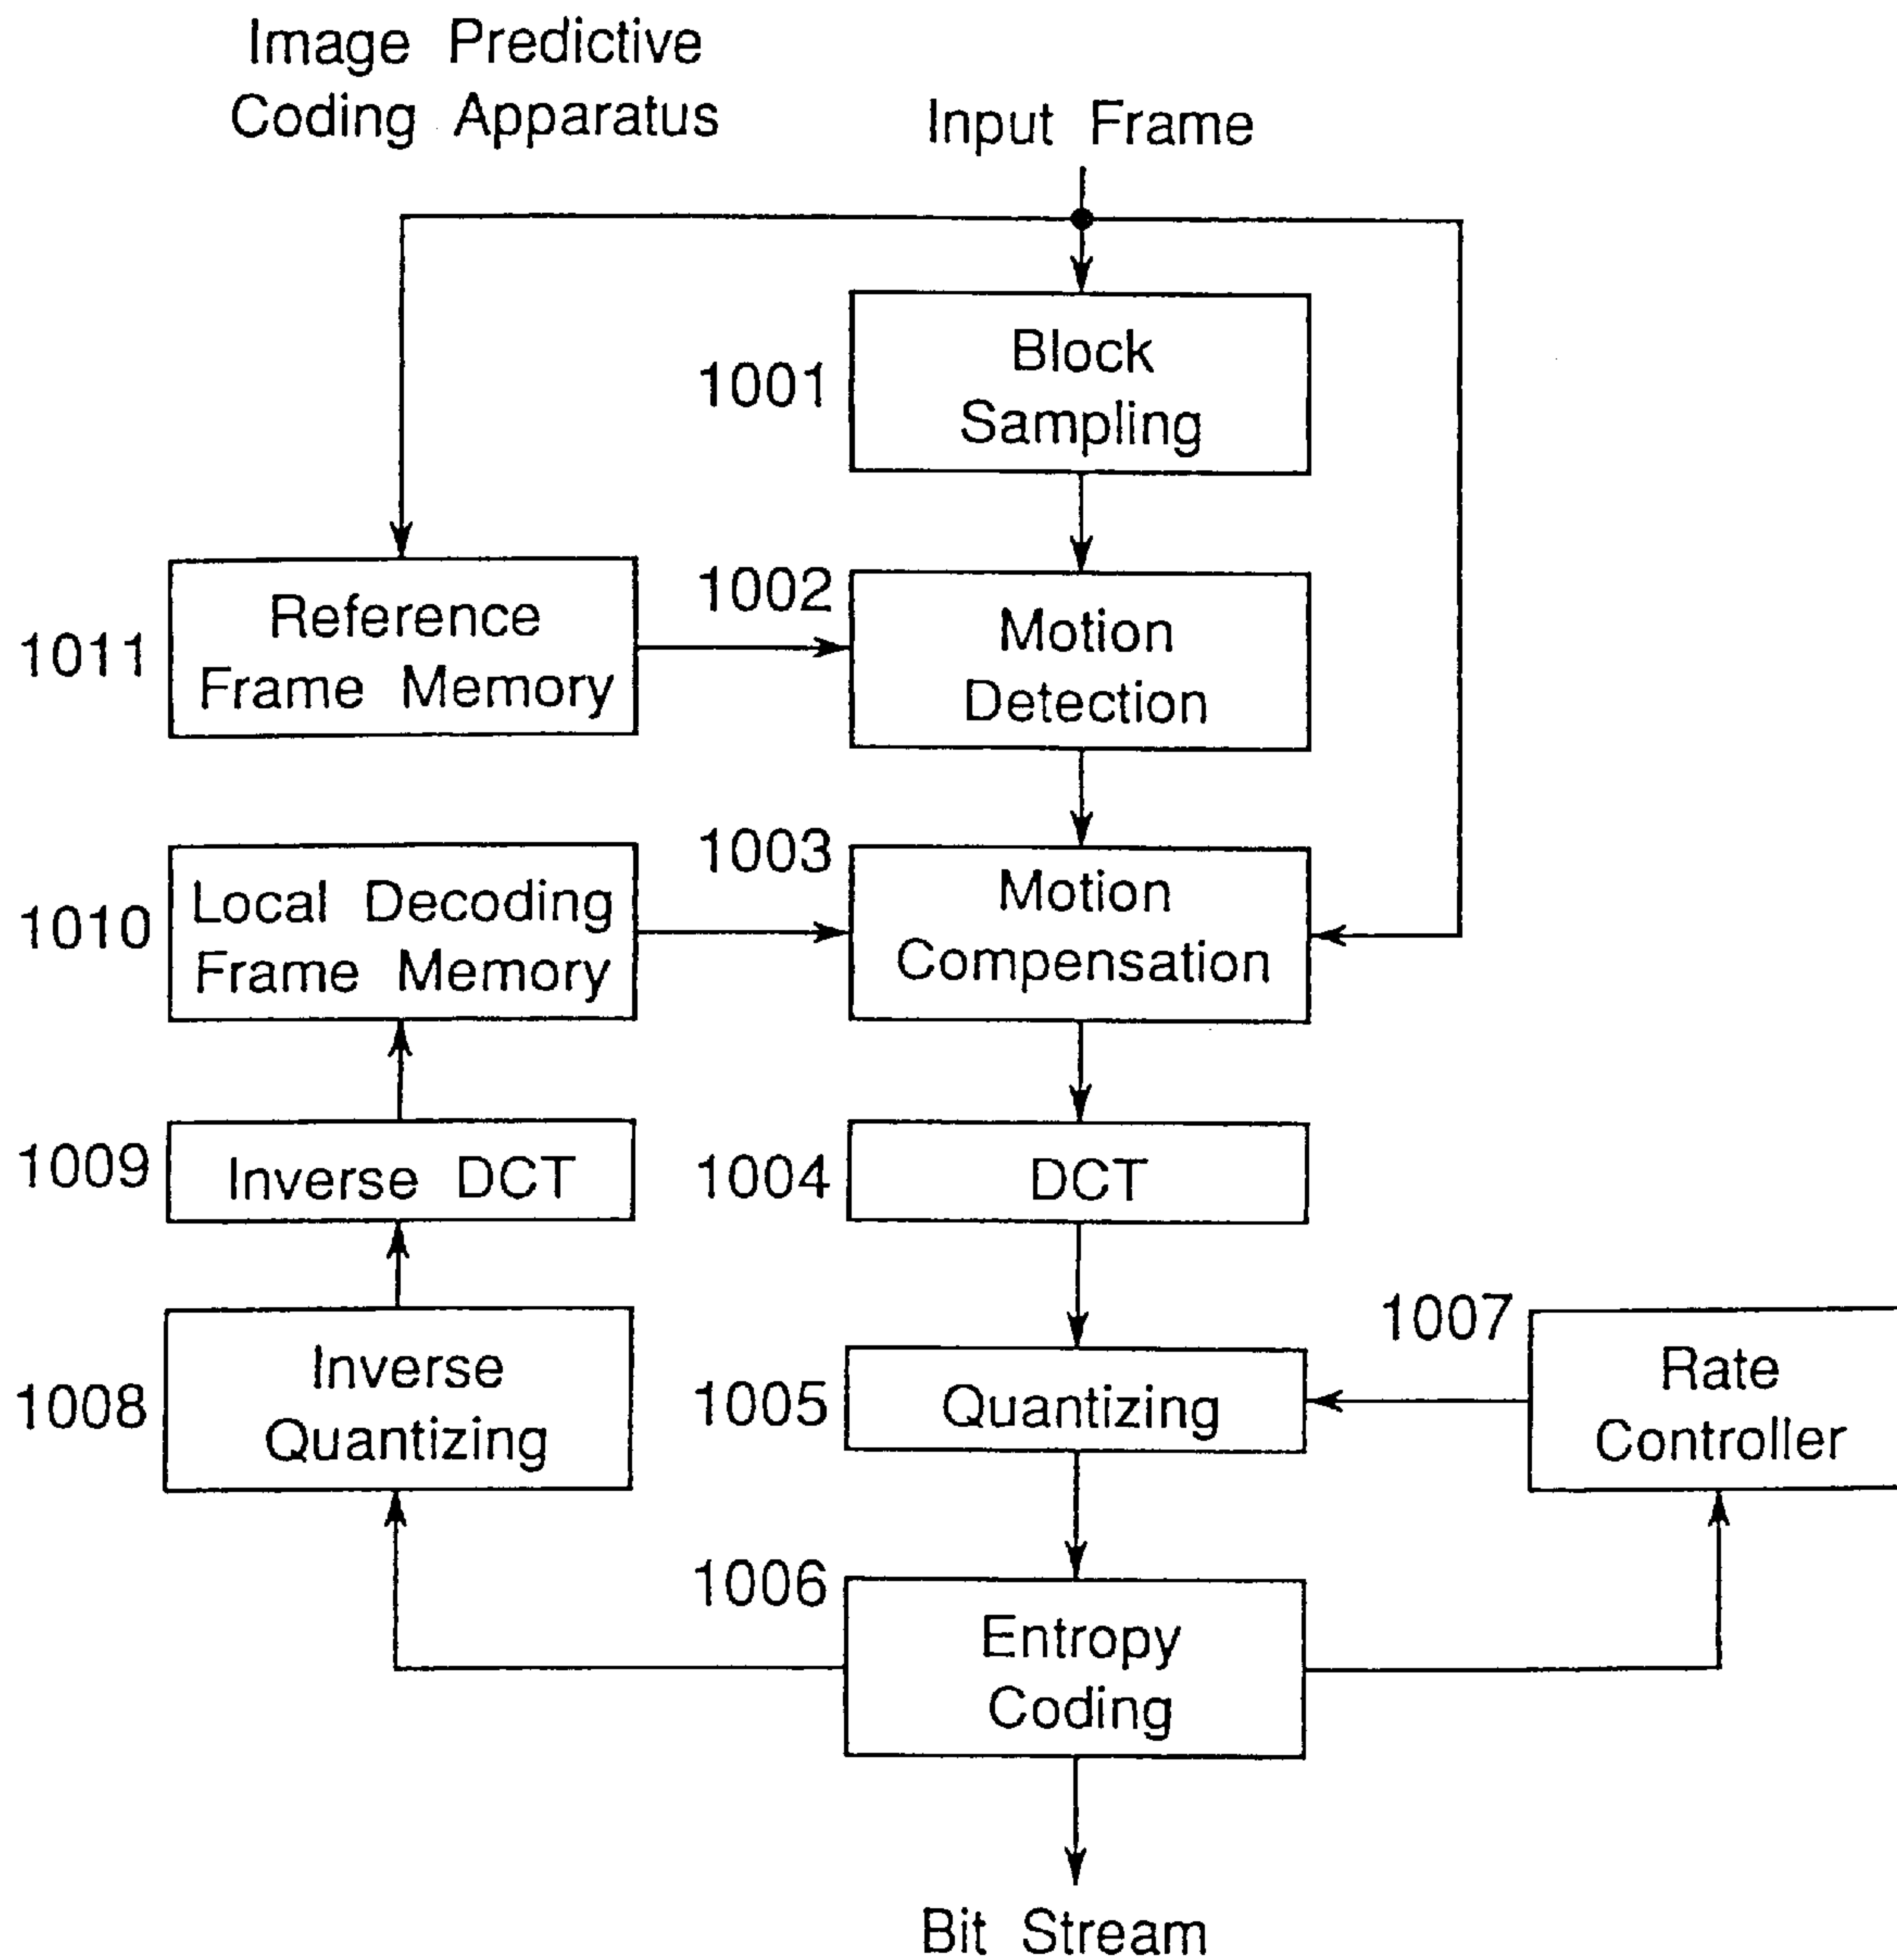 Image Predictive
Coding Apparatus
Input Frame
1001
Block
Sampling
1011
Reference
Frame Memory
1002
Motion
Detection
1010
Local Decoding
Frame Memory
1003
Motion
Compensation
1009
Inverse DCT
1004
DCT
1008
Inverse
Quantizing
1005
Quantizing
1007
Rate
Controller
1006
Entropy
Coding
Bit Stream